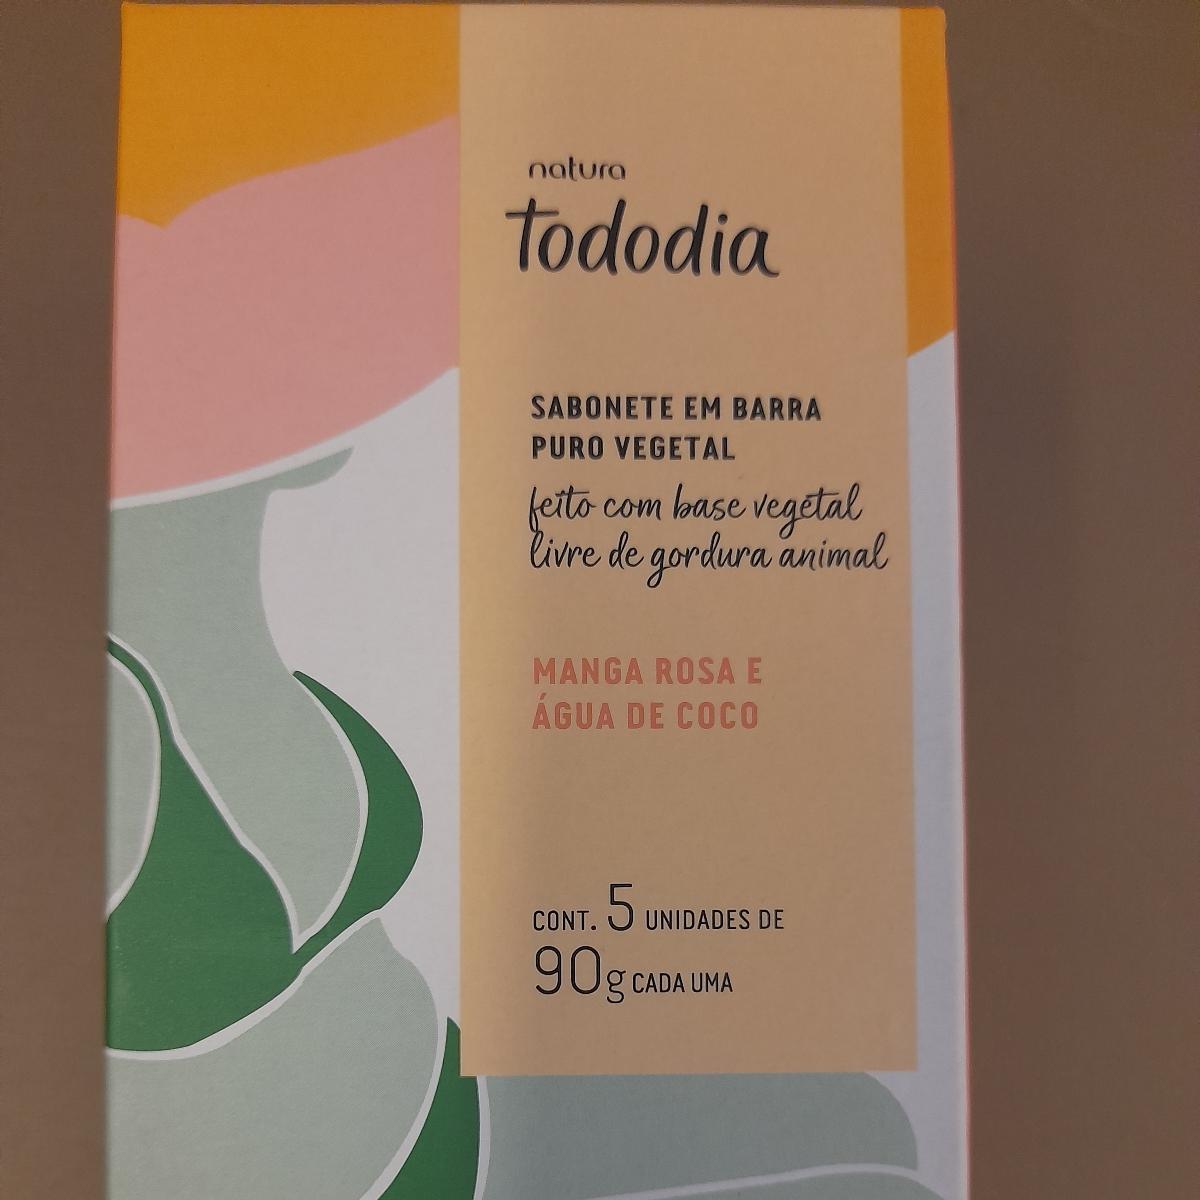 natura
Tododia
SABONETE EM BARRA
PURO VEGETAL
feito com base vegetal
livre de gordura animal
MANGA ROSA E
ÁGUA DE COCO
CONT. 5 UNIDADES DE
90g CADA UMA